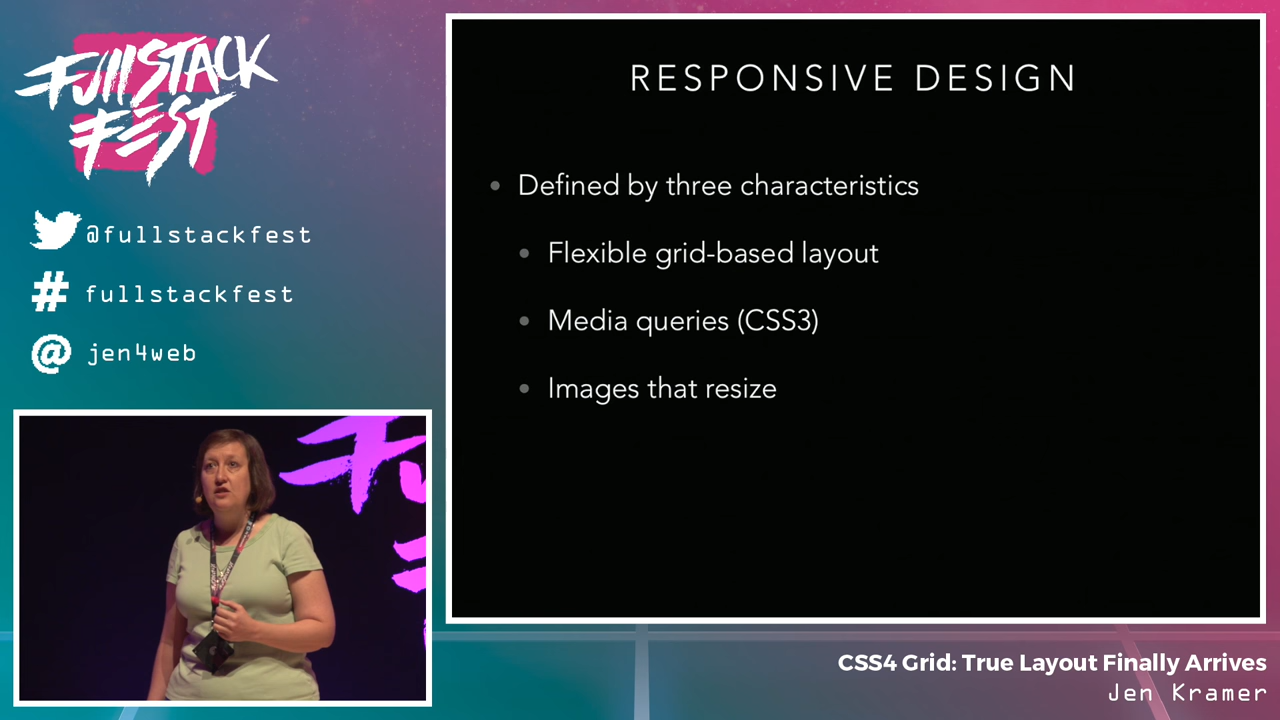 FullStack
Fest
@fullstackfest
# fullstackfest
@ jen4web
RESPONSIVE DESIGN
• Defined by three characteristics
• Flexible grid-based layout
• Media queries (CSS3)
• Images that resize
CSS4 Grid: True Layout Finally Arrives
Jen Kramer